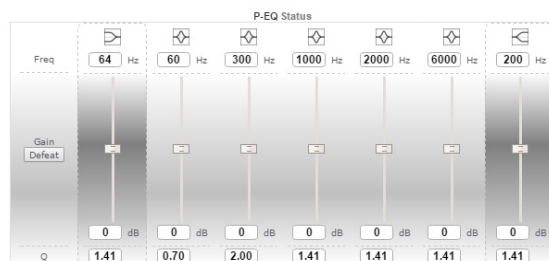 P-EQ Status
Freq 64 Hz 60 Hz 300 Hz 1000 Hz 2000 Hz 6000 Hz 200 Hz
Gain
Defeat
0 dB 0 dB 0 dB 0 dB 0 dB 0 dB 0 dB
Q 1.41 0.70 2.00 1.41 1.41 1.41 1.41